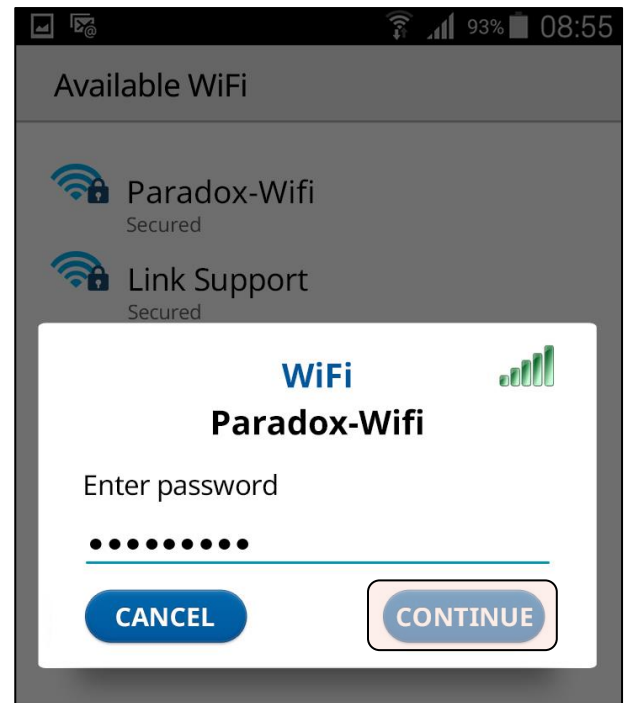 93% 08:55
Available WiFi
Paradox-Wifi
Secured
Link Support
Secured
WiFi
Paradox-Wifi
Enter password
•••••••••
CANCEL CONTINUE